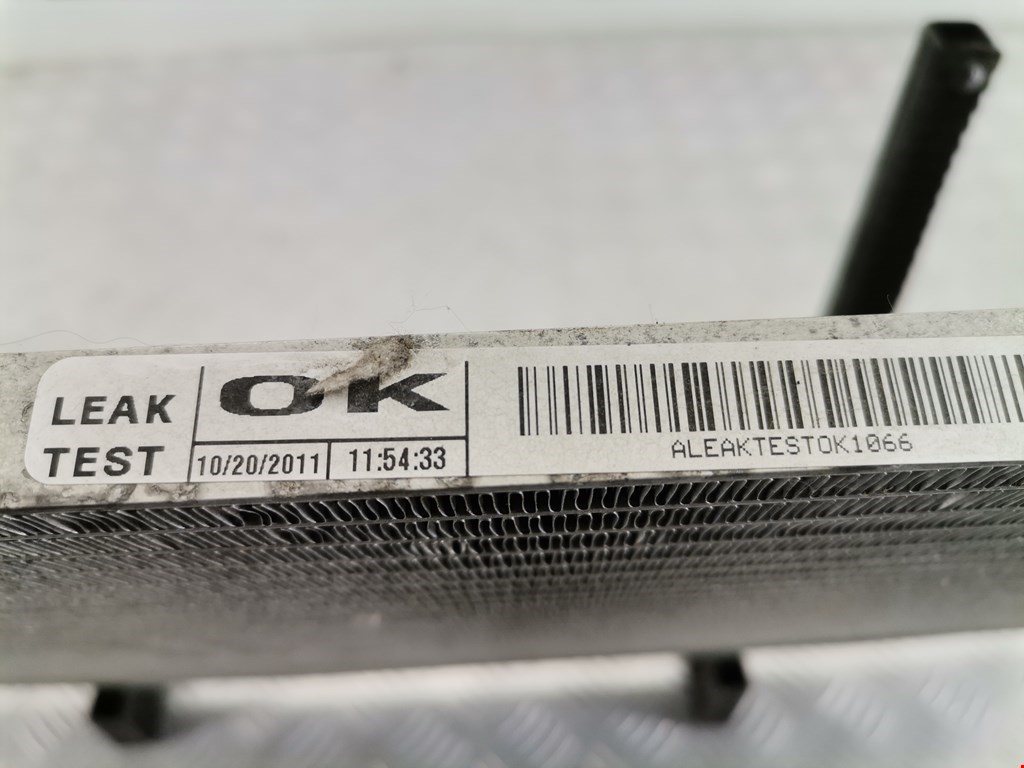 LEAK
TEST
OK
10/20/2011
11:54:33
ALEAKTESTOK1066